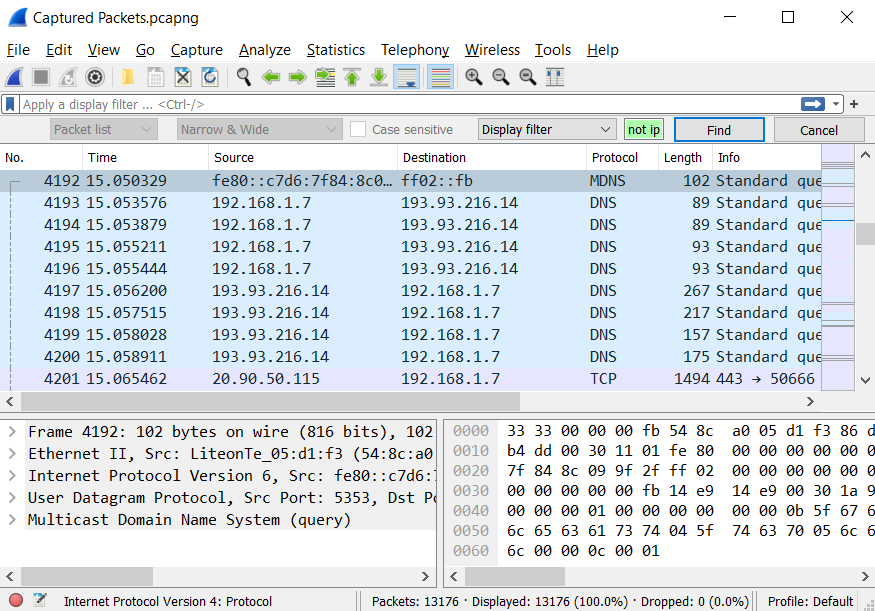 Captured Packets.pcapng
File Edit View Go Capture Analyze Statistics Telephony Wireless Tools Help
Apply a display filter ... <Ctrl-/>
Packet list Narrow & Wide Case sensitive Display filter not ip Find Cancel
No. Time Source Destination Protocol Length Info
4192 15.050329 fe80::c7d6:7f84:8c0… ff02::fb MDNS 102 Standard que
4193 15.053576 192.168.1.7 193.93.216.14 DNS 89 Standard que
4194 15.053879 192.168.1.7 193.93.216.14 DNS 89 Standard que
4195 15.055211 192.168.1.7 193.93.216.14 DNS 93 Standard que
4196 15.055444 192.168.1.7 193.93.216.14 DNS 93 Standard que
4197 15.056200 193.93.216.14 192.168.1.7 DNS 267 Standard que
4198 15.057515 193.93.216.14 192.168.1.7 DNS 217 Standard que
4199 15.058028 193.93.216.14 192.168.1.7 DNS 157 Standard que
4200 15.058911 193.93.216.14 192.168.1.7 DNS 175 Standard que
4201 15.065462 20.90.50.115 192.168.1.7 TCP 1494 443 → 50666
Frame 4192: 102 bytes on wire (816 bits), 102
Ethernet II, Src: LiteonTe_05:d1:f3 (54:8c:a0
Internet Protocol Version 6, Src: fe80::c7d6:7
User Datagram Protocol, Src Port: 5353, Dst Po
Multicast Domain Name System (query)
0000 33 33 00 00 00 fb 54 8c a0 05 d1 f3 86 d
0010 b4 dd 00 30 11 01 fe 80 00 00 00 00 00 0
0020 7f 84 8c 09 9f 2f ff 02 00 00 00 00 00 0
0030 00 00 00 00 00 fb 14 e9 14 e9 00 30 1a 9
0040 00 00 00 01 00 00 00 00 00 00 0b 5f 67 6
0050 6c 65 63 61 73 74 04 5f 74 63 70 05 6c 6
0060 6c 00 00 0c 00 01
Internet Protocol Version 4: Protocol Packets: 13176 · Displayed: 13176 (100.0%) · Dropped: 0 (0.0%) Profile: Default